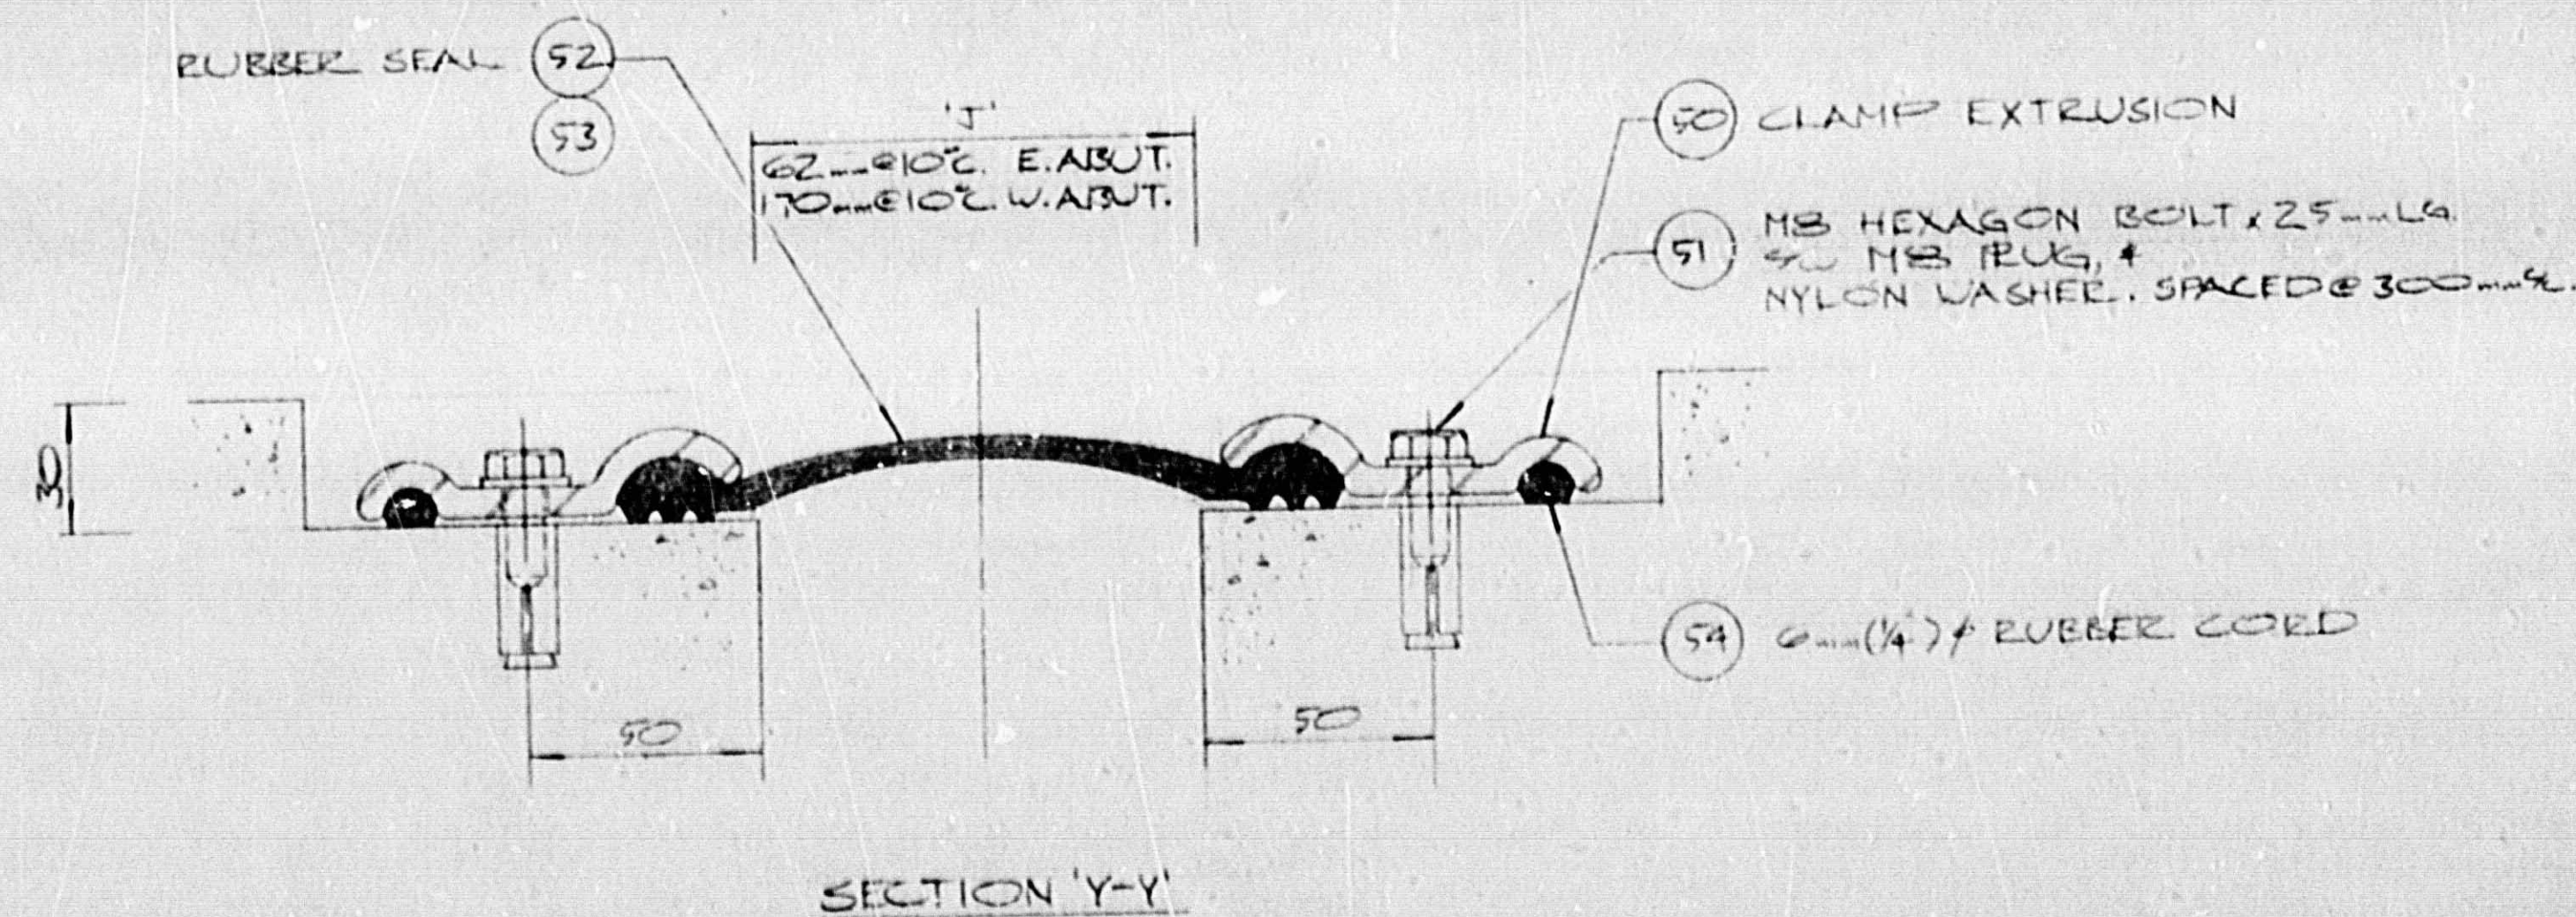 RUBBER SEAL 52
53
'J'
62mm@10°C. E.ABUT.
170mm@10°C. W.ABUT.
50 CLAMP EXTRUSION
51
M8 HEXAGON BOLT x 25mm LG.
M8 PLUG, &
NYLON WASHER. SPACED @ 300mm
30
54 6mm (1/4") ϕ RUBBER CORD
50
50
SECTION 'Y-Y'